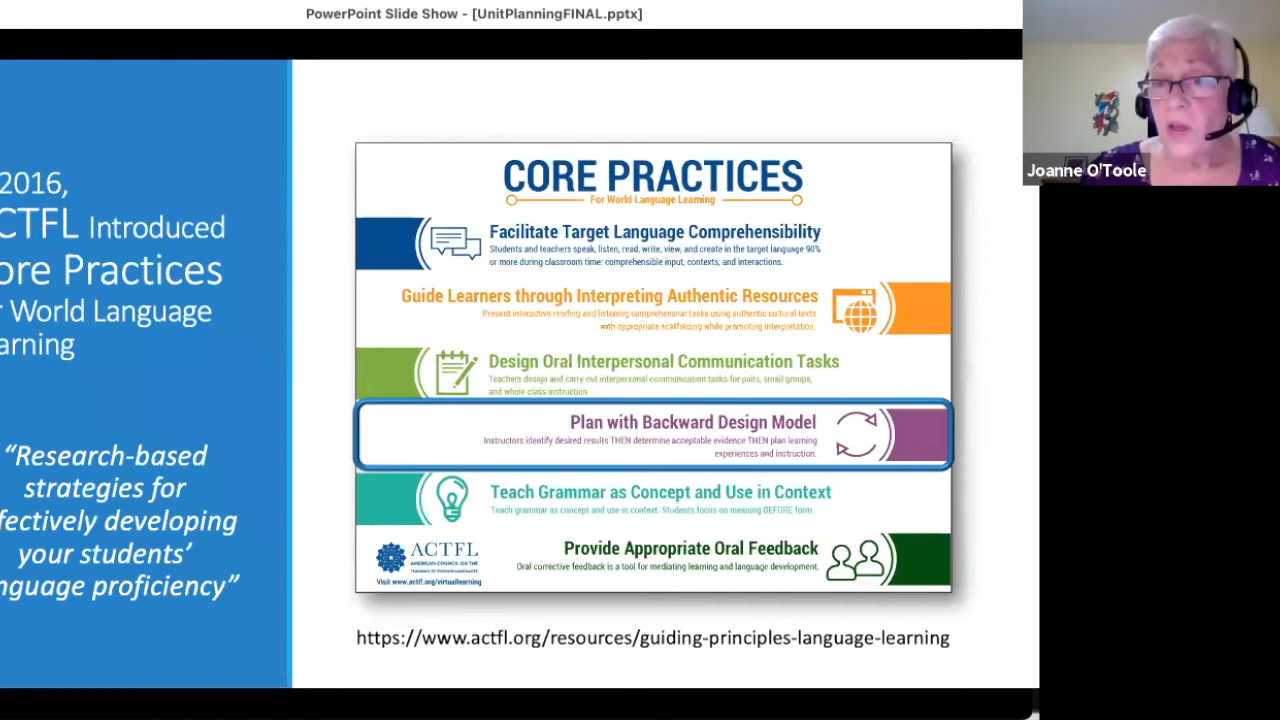 PowerPoint Slide Show - [UnitPlanningFINAL.pptx]
2016,
CTFL Introduced
ore Practices
r World Language
arning
“Research-based
strategies for
fectively developing
your students’
nguage proficiency”
CORE PRACTICES
For World Language Learning
Facilitate Target Language Comprehensibility
Students and teachers speak, listen, read, write, view, and create in the target language 90%
or more during classroom time: comprehensible input, contexts, and interactions.
Guide Learners through Interpreting Authentic Resources
Present interactive reading and listening comprehension tasks using authentic cultural texts
with appropriate scaffolding while promoting interpretation.
Design Oral Interpersonal Communication Tasks
Teachers design and carry out interpersonal communication tasks for pairs, small groups,
and whole class instruction.
Plan with Backward Design Model
Instructors identify desired results THEN determine acceptable evidence THEN plan learning
experiences and instruction.
Teach Grammar as Concept and Use in Context
Teach grammar as concept and use in context. Students focus on meaning BEFORE form.
Provide Appropriate Oral Feedback
Oral corrective feedback is a tool for mediating learning and language development.
ACTFL
AMERICAN COUNCIL ON THE
TEACHING OF FOREIGN LANGUAGES
Visit www.actfl.org/virtuallearning
https://www.actfl.org/resources/guiding-principles-language-learning
Joanne O'Toole